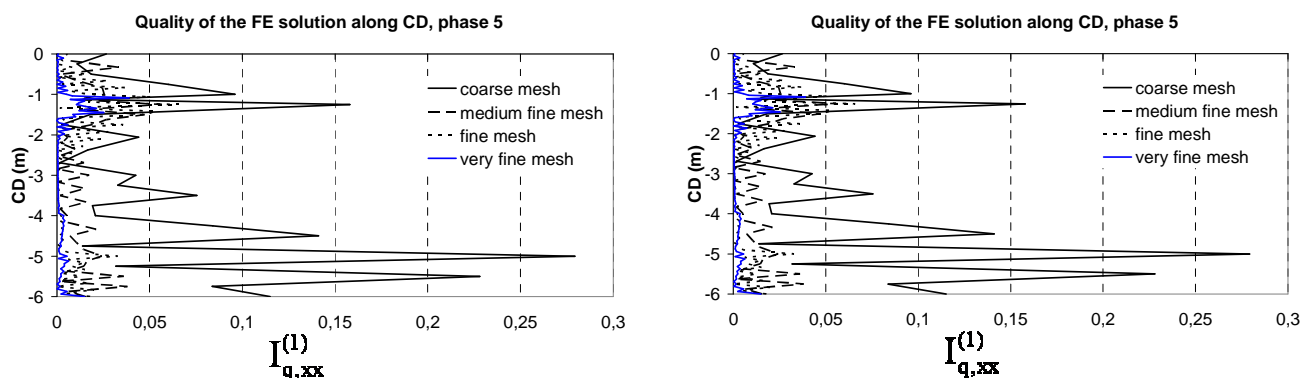 Quality of the FE solution along CD, phase 5
0
-1
-2
-3
-4
-5
-6
CD (m)
coarse mesh
medium fine mesh
fine mesh
very fine mesh
0 0,05 0,1 0,15 0,2 0,25 0,3
I(1)q,xx
Quality of the FE solution along CD, phase 5
0
-1
-2
-3
-4
-5
-6
CD (m)
coarse mesh
medium fine mesh
fine mesh
very fine mesh
0 0,05 0,1 0,15 0,2 0,25 0,3
I(1)q,xx